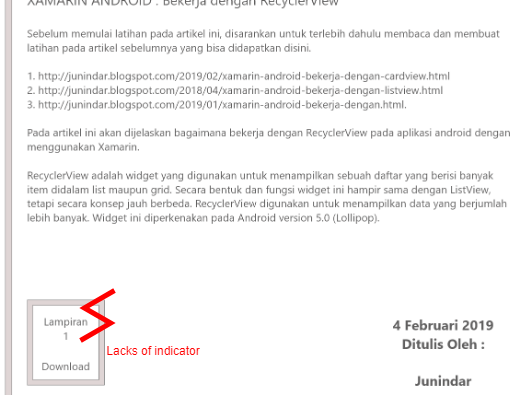 XAMARIN ANDROID : Bekerja dengan RecyclerView
Sebelum memulai latihan pada artikel ini, disarankan untuk terlebih dahulu membaca dan membuat
latihan pada artikel sebelumnya yang bisa didapatkan disini.
1. http://junindar.blogspot.com/2019/02/xamarin-android-bekerja-dengan-cardview.html
2. http://junindar.blogspot.com/2018/04/xamarin-android-bekerja-dengan-listview.html
3. http://junindar.blogspot.com/2019/01/xamarin-android-bekerja-dengan.html.
Pada artikel ini akan dijelaskan bagaimana bekerja dengan RecyclerView pada aplikasi android dengan
menggunakan Xamarin.
RecyclerView adalah widget yang digunakan untuk menampilkan sebuah daftar yang berisi banyak
item didalam list maupun grid. Secara bentuk dan fungsi widget ini hampir sama dengan ListView,
tetapi secara konsep jauh berbeda. RecyclerView digunakan untuk menampilkan data yang berjumlah
lebih banyak. Widget ini diperkenakan pada Android version 5.0 (Lollipop).
Lampiran
1
Download
Lacks of indicator
4 Februari 2019
Ditulis Oleh :
Junindar